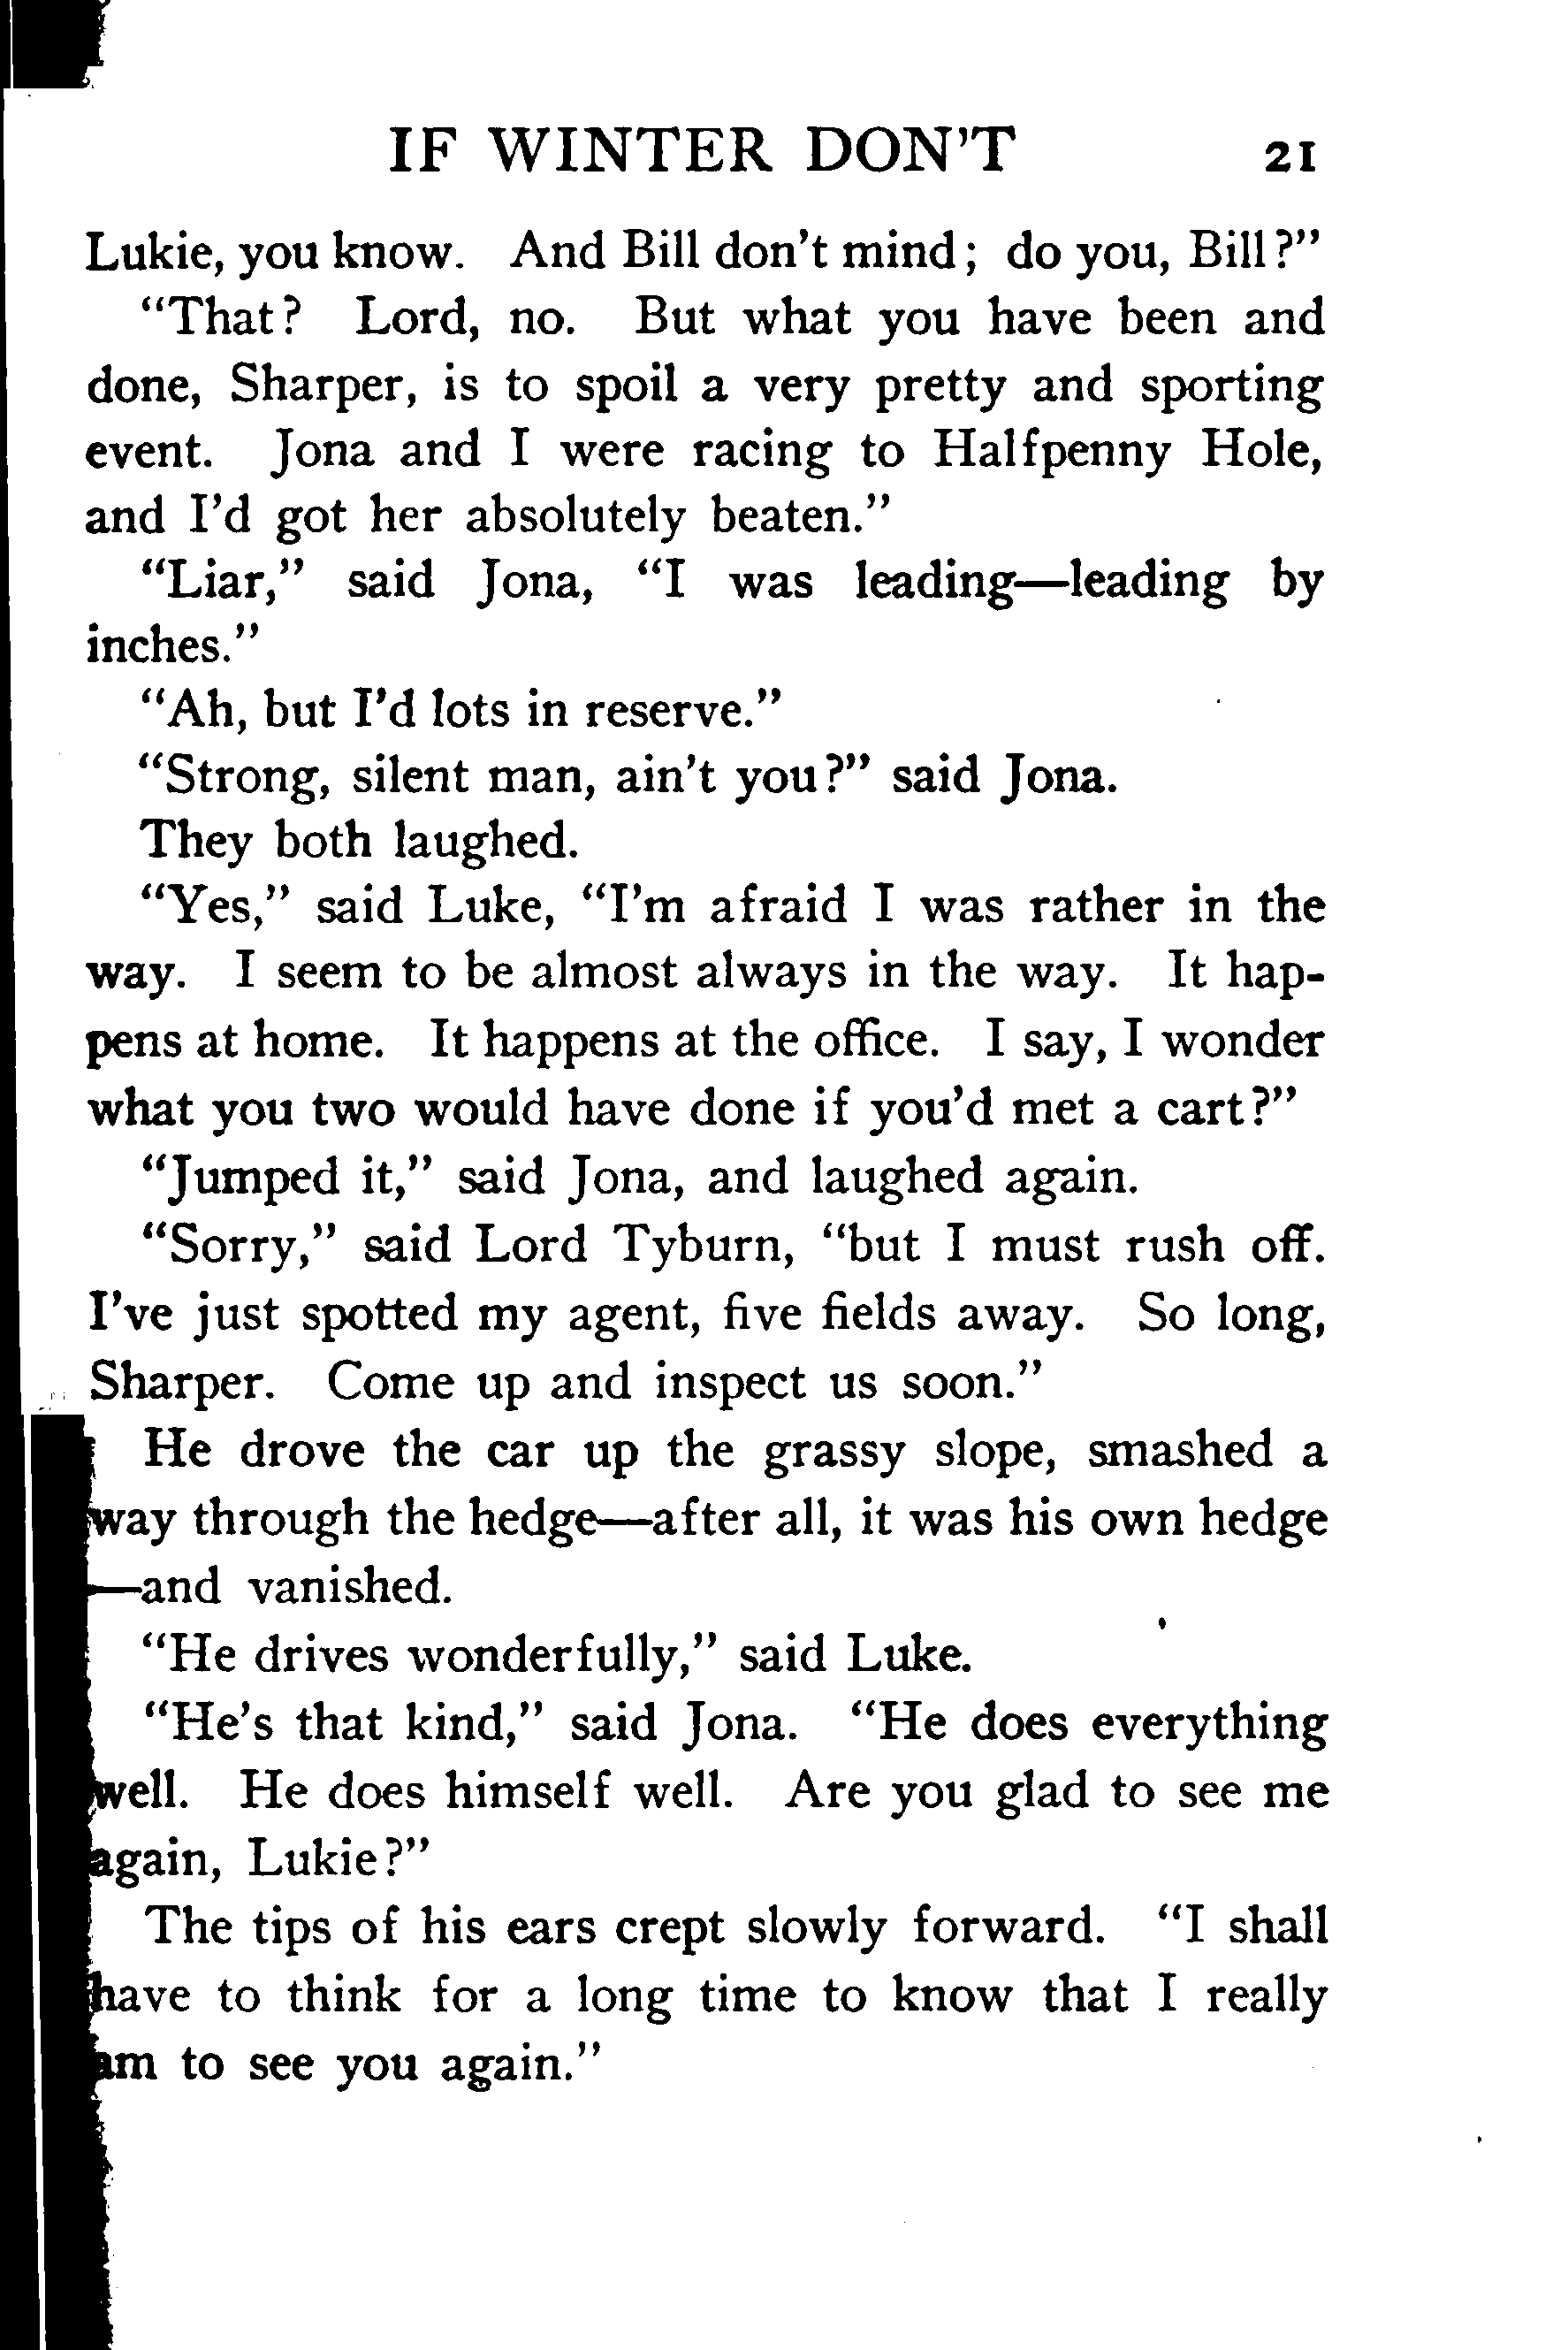 IF WINTER DON'T 21
Lukie, you know. And Bill don't mind; do you, Bill?"
"That? Lord, no. But what you have been and
done, Sharper, is to spoil a very pretty and sporting
event. Jona and I were racing to Halfpenny Hole,
and I'd got her absolutely beaten."
"Liar," said Jona, "I was leading—leading by
inches."
"Ah, but I'd lots in reserve."
"Strong, silent man, ain't you?" said Jona.
They both laughed.
"Yes," said Luke, "I'm afraid I was rather in the
way. I seem to be almost always in the way. It hap-
pens at home. It happens at the office. I say, I wonder
what you two would have done if you'd met a cart?"
"Jumped it," said Jona, and laughed again.
"Sorry," said Lord Tyburn, "but I must rush off.
I've just spotted my agent, five fields away. So long,
Sharper. Come up and inspect us soon."
He drove the car up the grassy slope, smashed a
way through the hedge—after all, it was his own hedge
—and vanished.
"He drives wonderfully," said Luke.
"He's that kind," said Jona. "He does everything
well. He does himself well. Are you glad to see me
again, Lukie?"
The tips of his ears crept slowly forward. "I shall
have to think for a long time to know that I really
am to see you again."